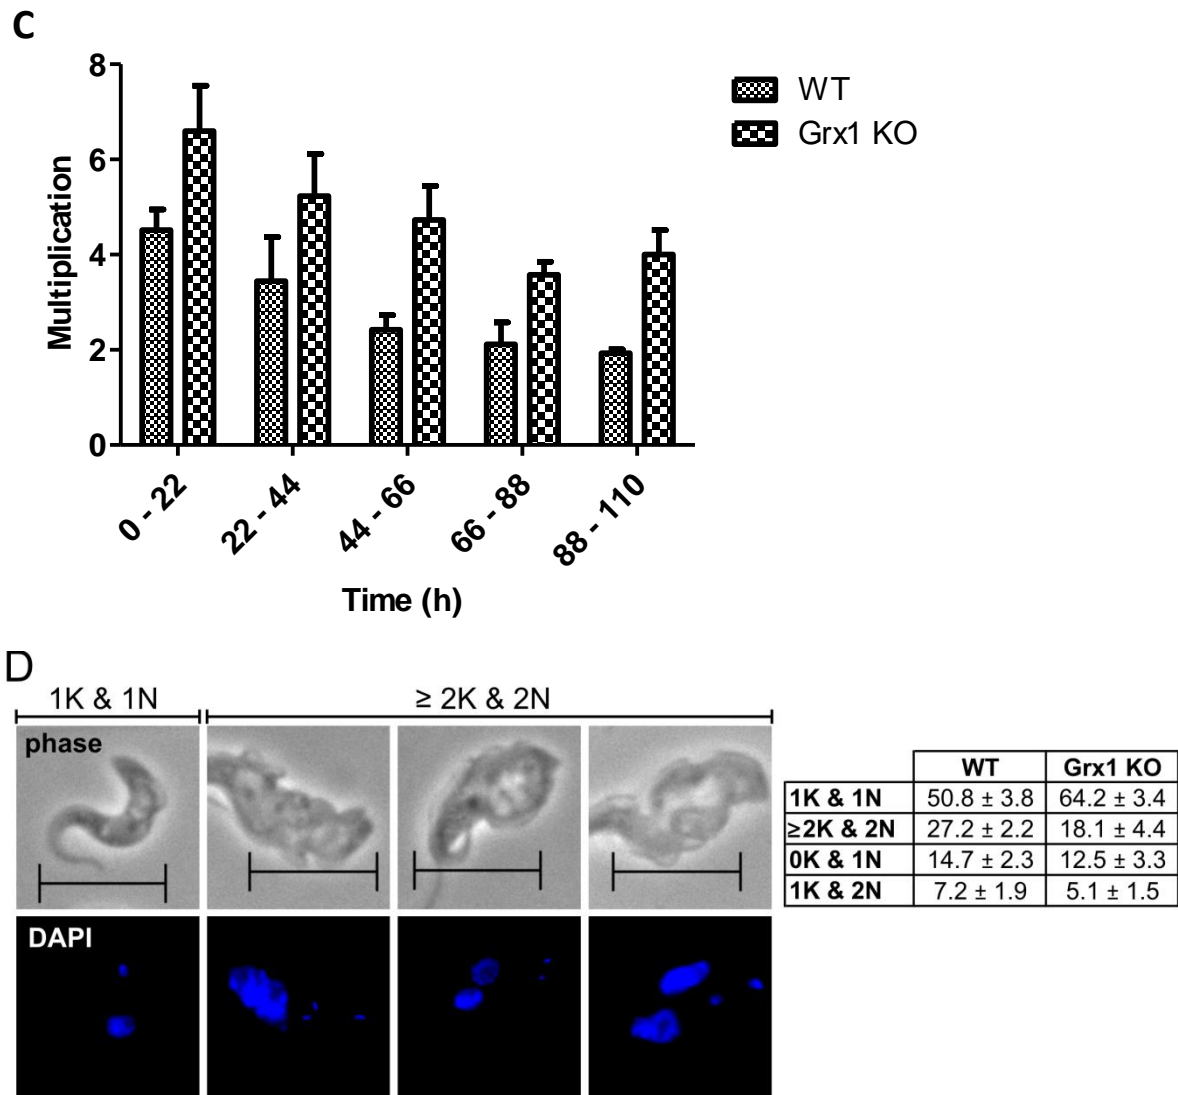 C
8
6
4
2
0
Multiplication
WT
Grx1 KO
0 - 22
22 - 44
44 - 66
66 - 88
88 - 110
Time (h)
D
1K & 1N
≥ 2K & 2N
phase
DAPI
WT Grx1 KO
1K & 1N 50.8 ± 3.8 64.2 ± 3.4
≥2K & 2N 27.2 ± 2.2 18.1 ± 4.4
0K & 1N 14.7 ± 2.3 12.5 ± 3.3
1K & 2N 7.2 ± 1.9 5.1 ± 1.5